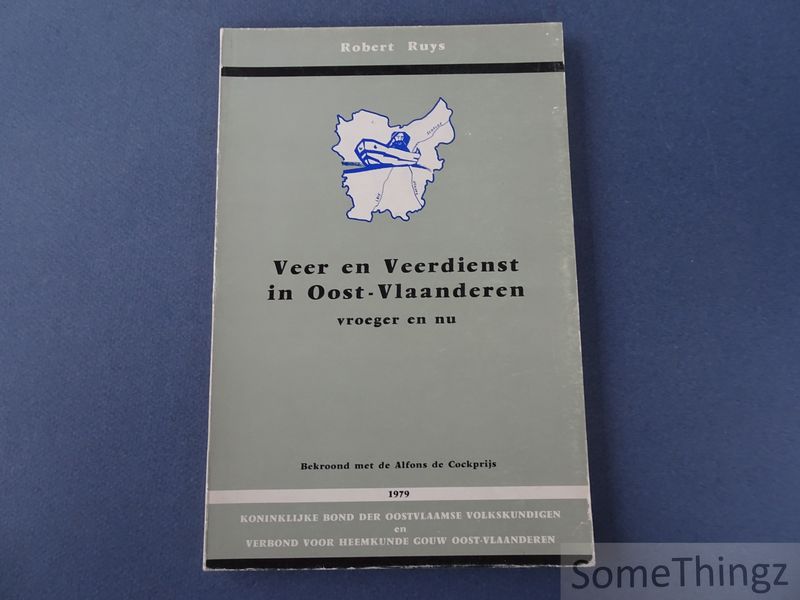 Robert Ruys
Veer en Veerdienst
in Oost-Vlaanderen
vroeger en nu
Bekroond met de Alfons de Cockprijs
1979
KONINKLIJKE BOND DER OOSTVLAAMSE VOLKSKUNDIGEN
en
VERBOND VOOR HEEMKUNDE GOUW OOST-VLAANDEREN
SomeThingz